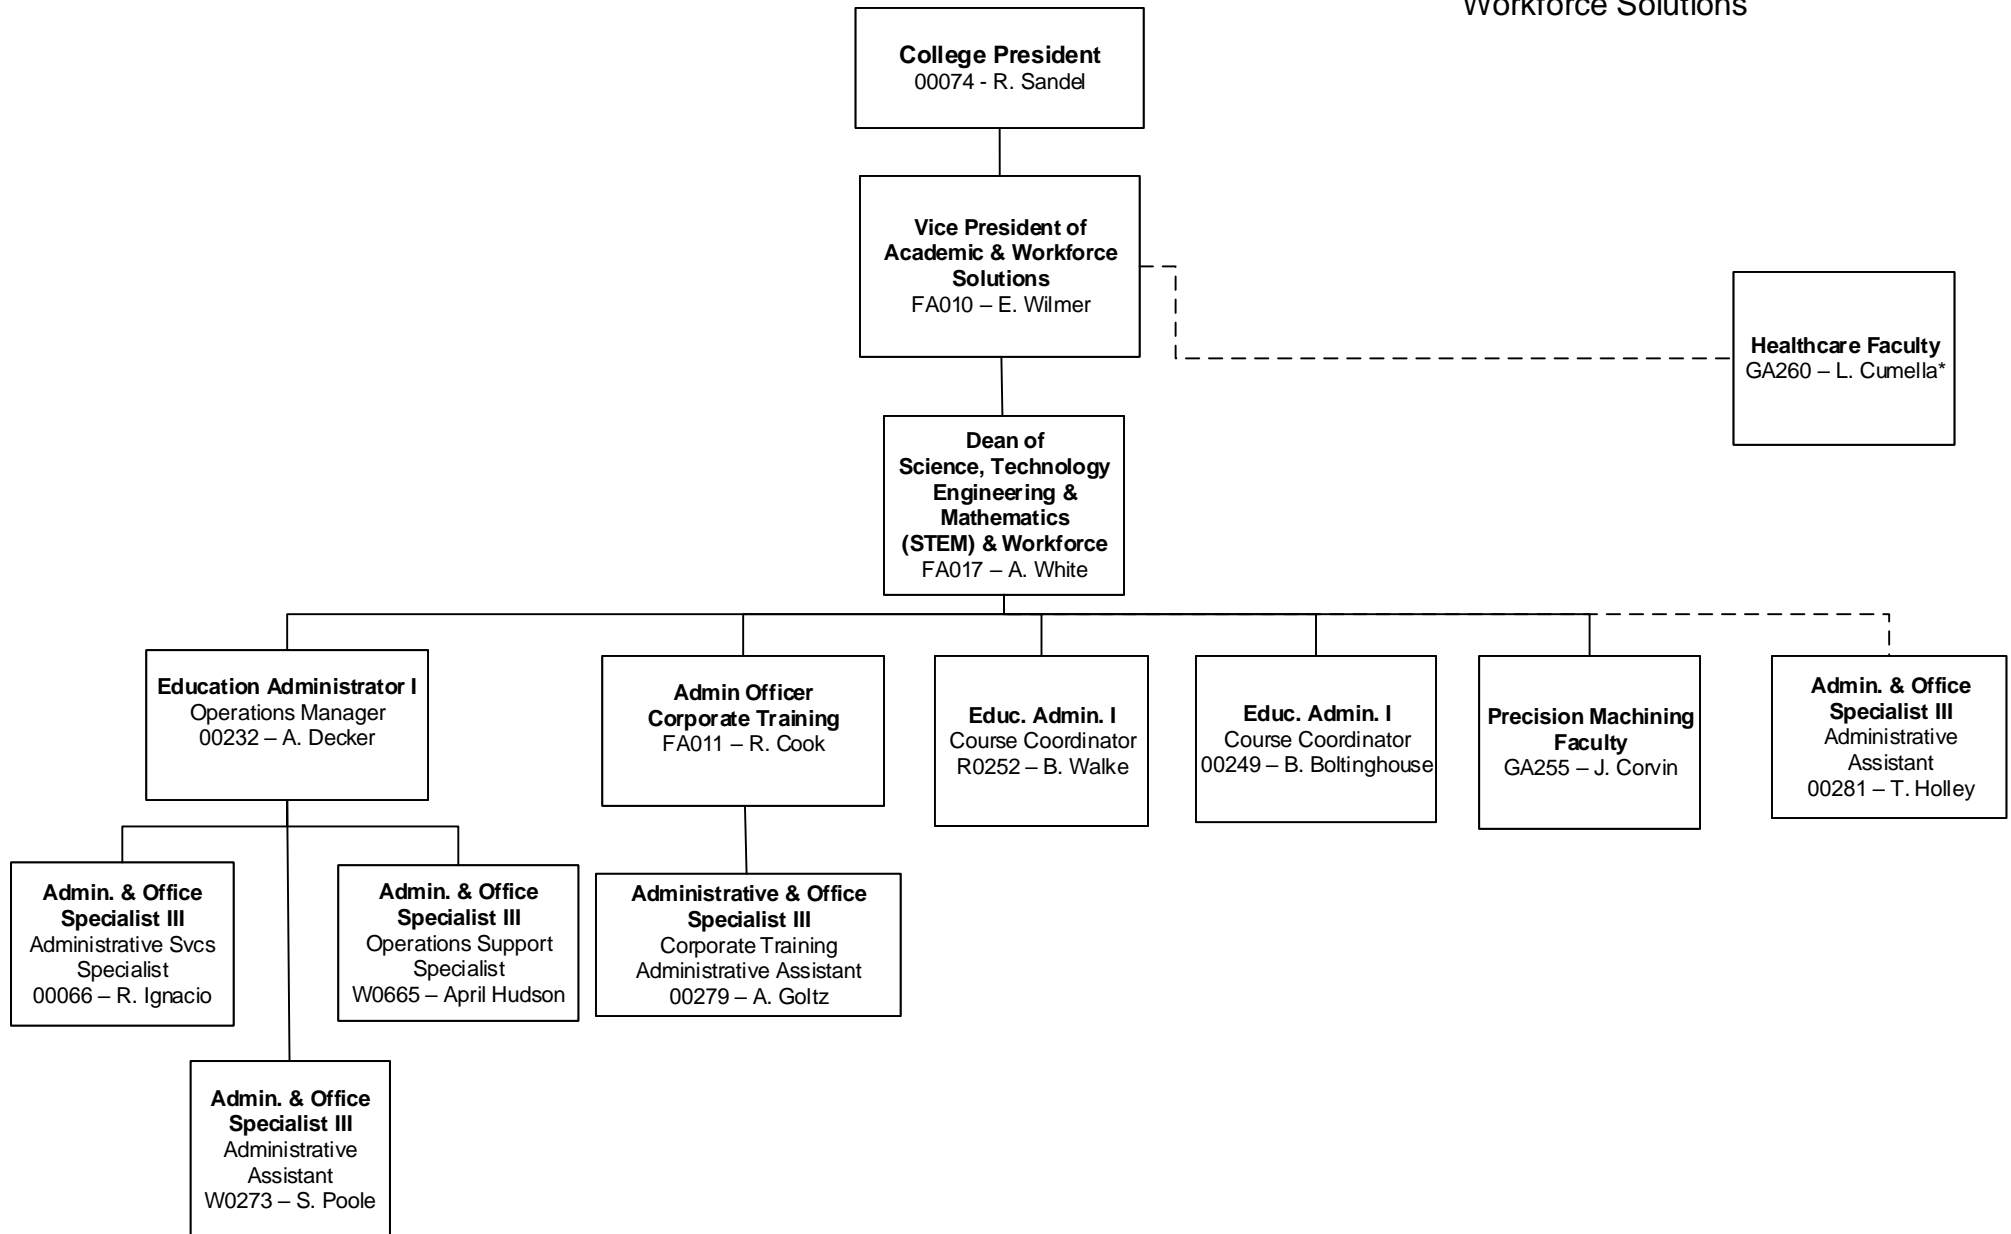 Workforce Solutions
College President
00074 - R. Sandel
Vice President of
Academic & Workforce
Solutions
FA010 – E. Wilmer
Healthcare Faculty
GA260 – L. Cumella*
Dean of
Science, Technology
Engineering &
Mathematics
(STEM) & Workforce
FA017 – A. White
Education Administrator I
Operations Manager
00232 – A. Decker
Admin Officer
Corporate Training
FA011 – R. Cook
Educ. Admin. I
Course Coordinator
R0252 – B. Walke
Educ. Admin. I
Course Coordinator
00249 – B. Boltinghouse
Precision Machining
Faculty
GA255 – J. Corvin
Admin. & Office
Specialist III
Administrative
Assistant
00281 – T. Holley
Admin. & Office
Specialist III
Administrative Svcs
Specialist
00066 – R. Ignacio
Admin. & Office
Specialist III
Operations Support
Specialist
W0665 – April Hudson
Administrative & Office
Specialist III
Corporate Training
Administrative Assistant
00279 – A. Goltz
Admin. & Office
Specialist III
Administrative
Assistant
W0273 – S. Poole